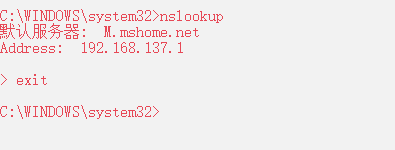 C:\WINDOWS\system32>nslookup
默认服务器:  M.mshome.net
Address:  192.168.137.1
> exit
C:\WINDOWS\system32>